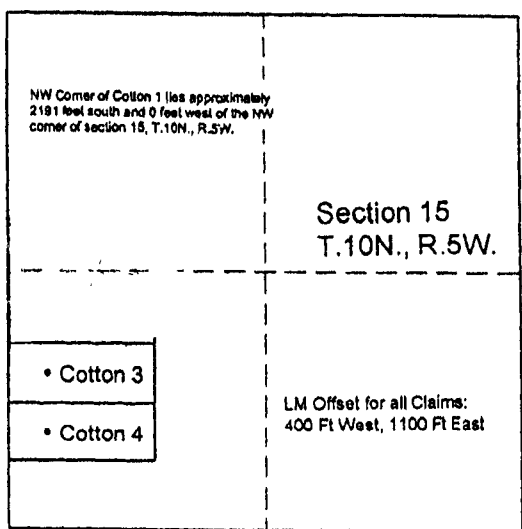 NW Corner of Cotton 1 lies approximately
2191 feet south and 0 feet west of the NW
corner of section 15, T.10N., R.5W.
Section 15
T.10N., R.5W.
• Cotton 3
• Cotton 4
LM Offset for all Claims:
400 Ft West, 1100 Ft East